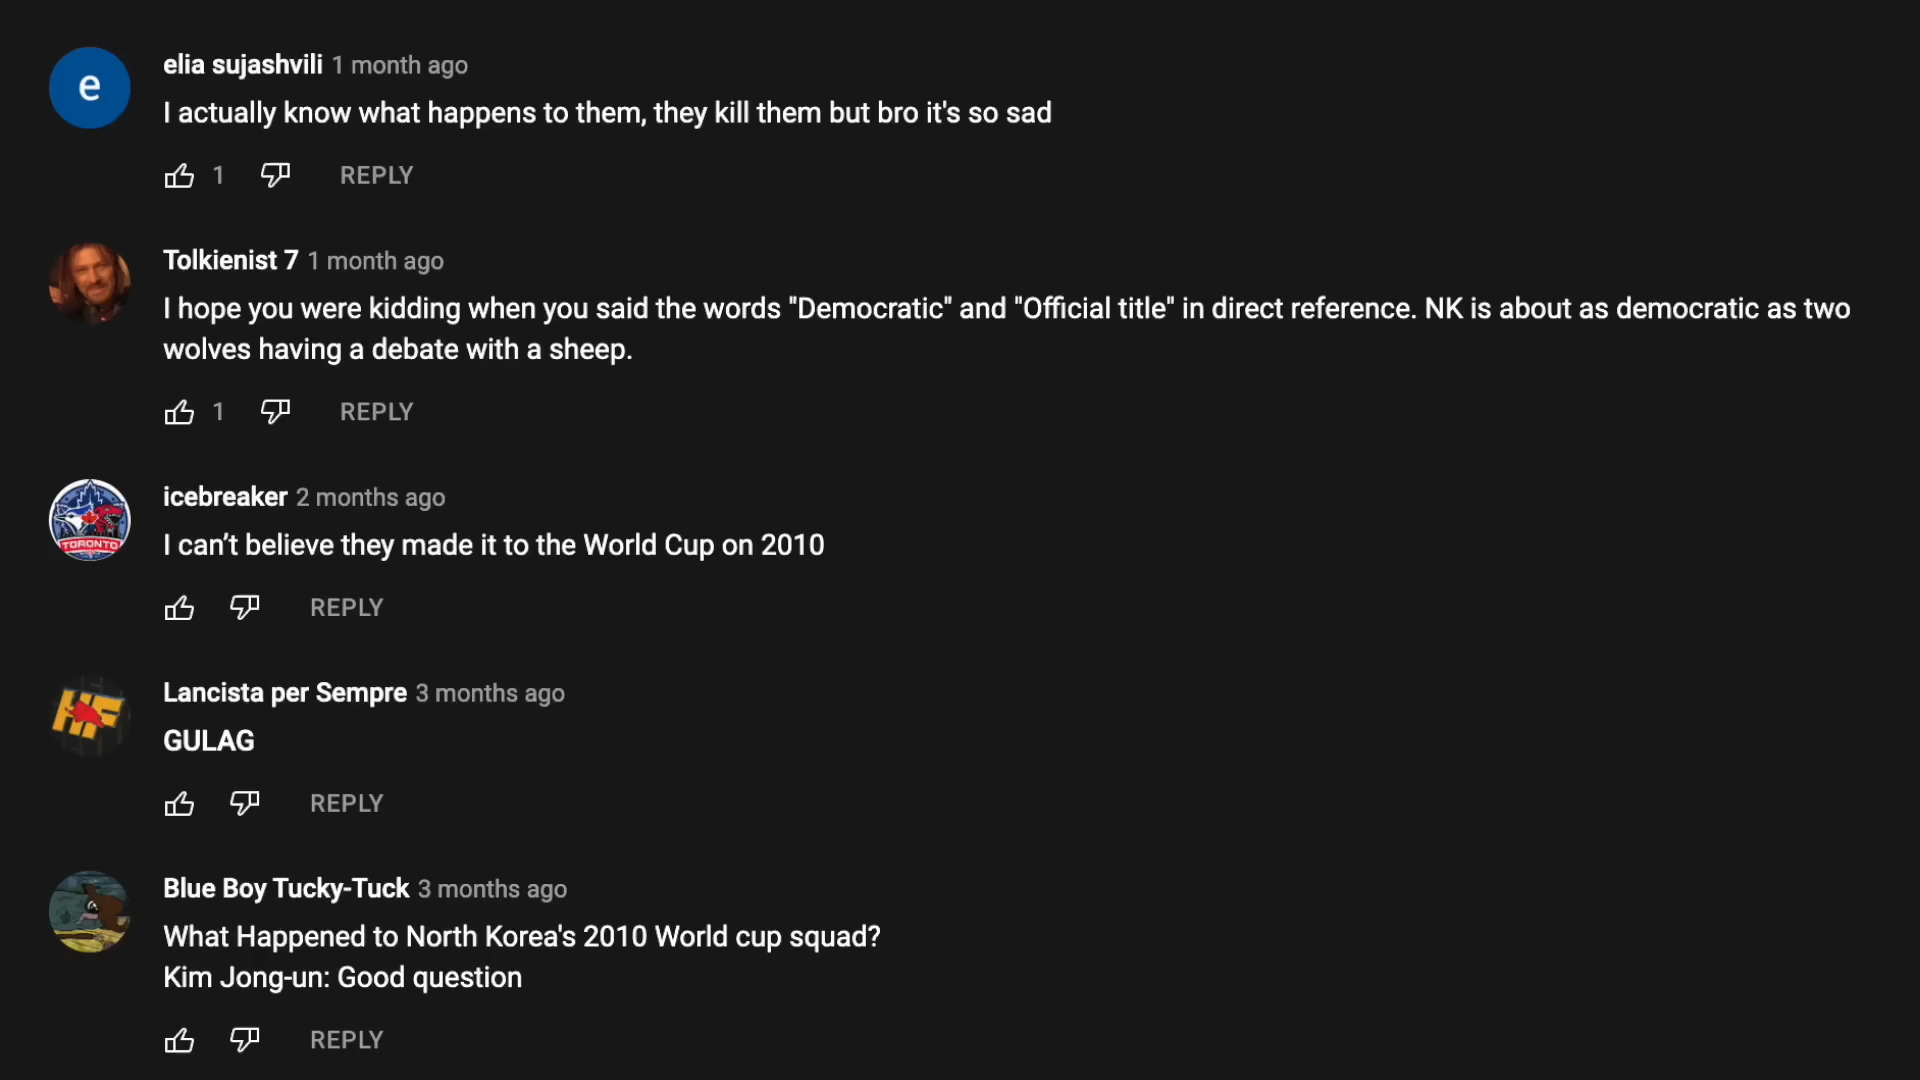 e
elia sujashvili 1 month ago
I actually know what happens to them, they kill them but bro it's so sad
1 REPLY
Tolkienist 7 1 month ago
I hope you were kidding when you said the words "Democratic" and "Official title" in direct reference. NK is about as democratic as two
wolves having a debate with a sheep.
1 REPLY
TORONTO
icebreaker 2 months ago
I can’t believe they made it to the World Cup on 2010
REPLY
HF
Lancista per Sempre 3 months ago
GULAG
REPLY
Blue Boy Tucky-Tuck 3 months ago
What Happened to North Korea's 2010 World cup squad?
Kim Jong-un: Good question
REPLY